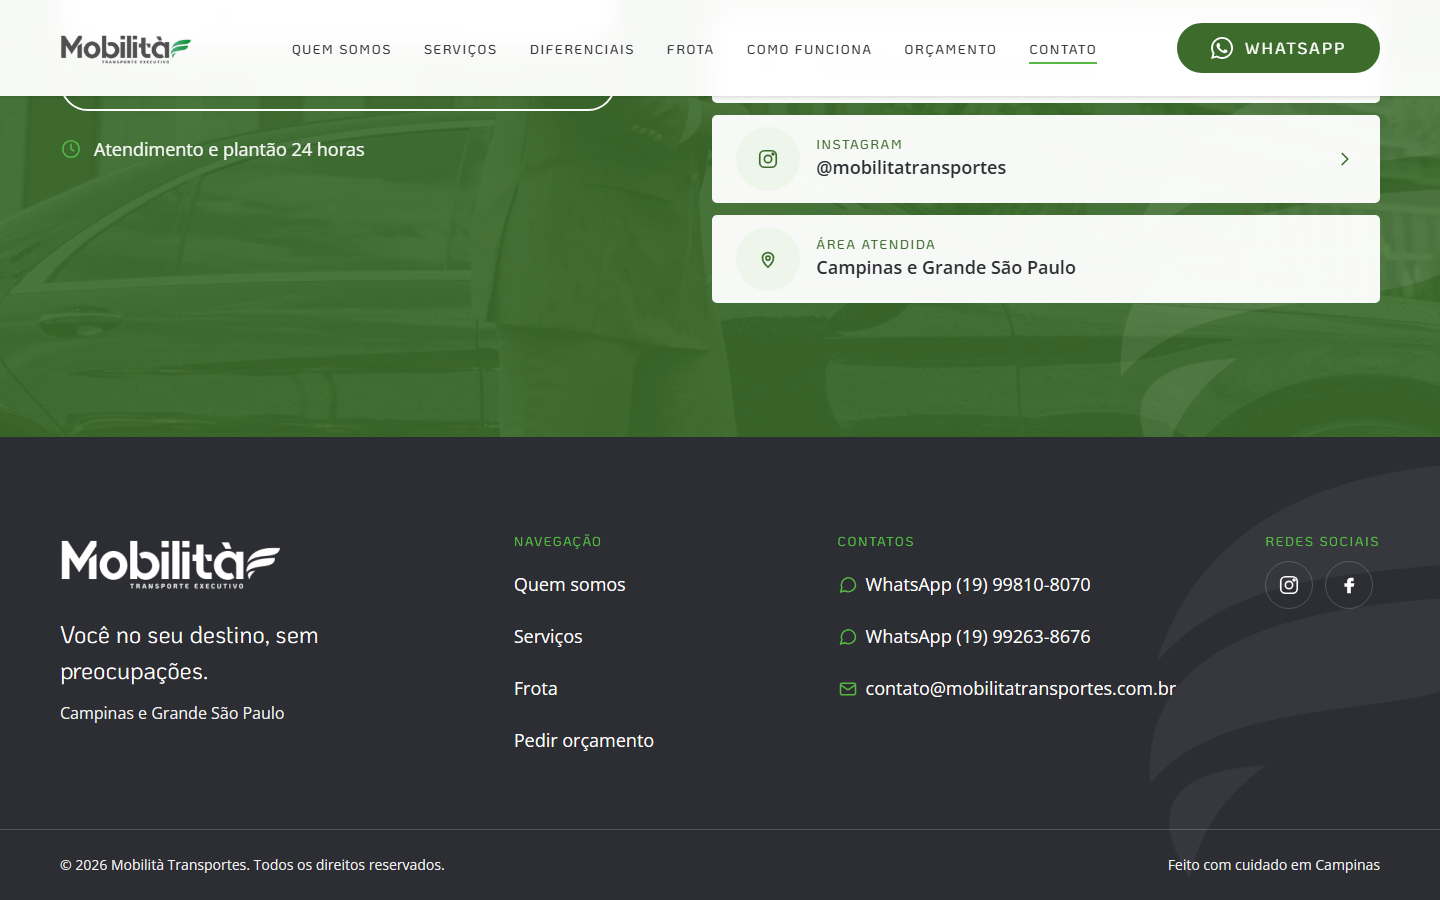 Mobilità
TRANSPORTE EXECUTIVO
QUEM SOMOS
SERVIÇOS
DIFERENCIAIS
FROTA
COMO FUNCIONA
ORÇAMENTO
CONTATO
WHATSAPP
Atendimento e plantão 24 horas
INSTAGRAM
@mobilitatransportes
ÁREA ATENDIDA
Campinas e Grande São Paulo
Mobilità
TRANSPORTE EXECUTIVO
Você no seu destino, sem
preocupações.
Campinas e Grande São Paulo
NAVEGAÇÃO
Quem somos
Serviços
Frota
Pedir orçamento
CONTATOS
WhatsApp (19) 99810-8070
WhatsApp (19) 99263-8676
contato@mobilitatransportes.com.br
REDES SOCIAIS
© 2026 Mobilità Transportes. Todos os direitos reservados.
Feito com cuidado em Campinas